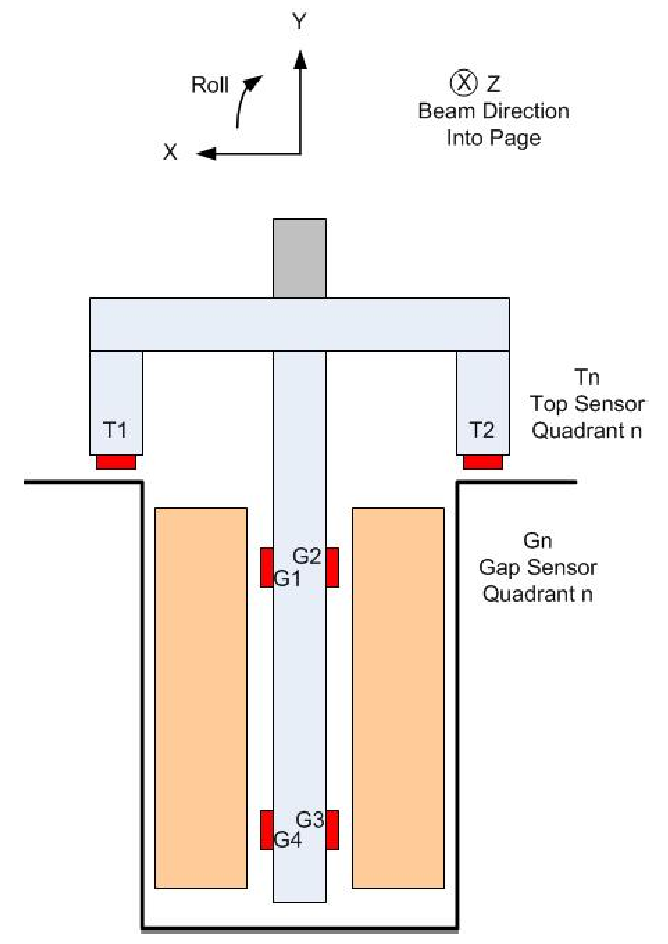 Y
Roll
X
X Z
Beam Direction
Into Page
Tn
Top Sensor
Quadrant n
T1
T2
Gn
Gap Sensor
Quadrant n
G2
G1
G3
G4